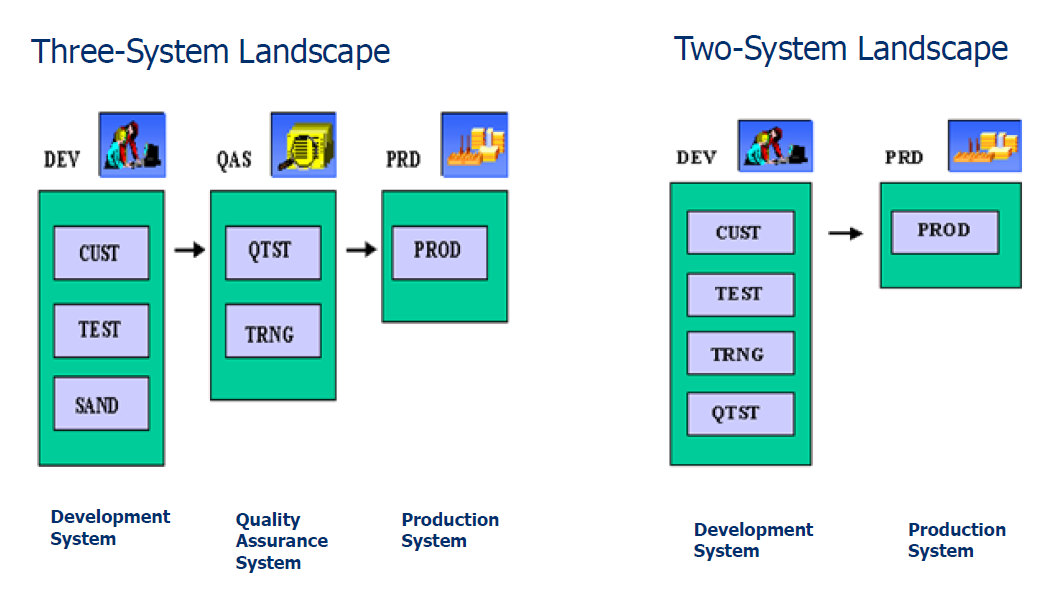 Three-System Landscape
DEV
QAS
PRD
CUST
TEST
SAND
QTST
TRNG
PROD
Development
System
Quality
Assurance
System
Production
System
Two-System Landscape
DEV
PRD
CUST
TEST
TRNG
QTST
PROD
Development
System
Production
System